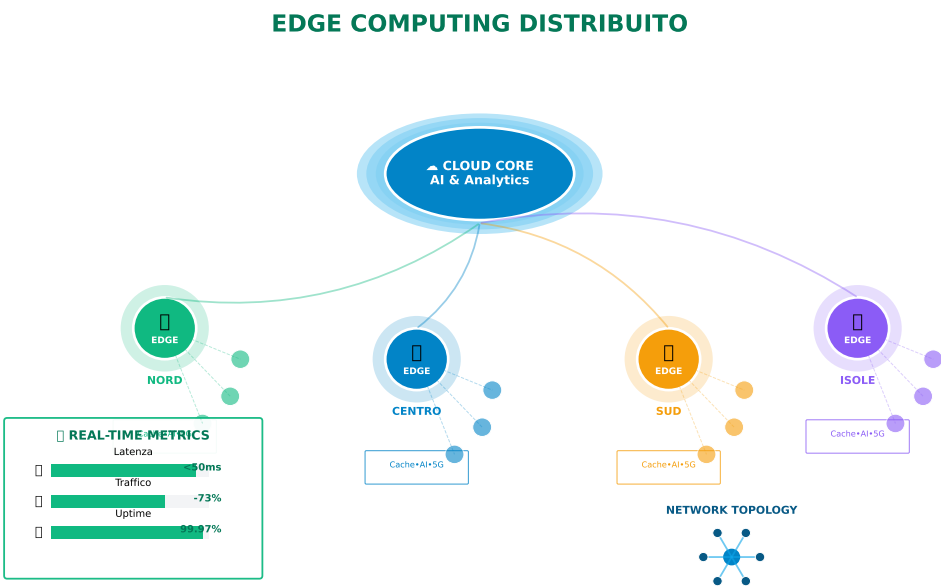 EDGE COMPUTING DISTRIBUITO
☁ CLOUD CORE
AI & Analytics
EDGE
NORD
EDGE
CENTRO
EDGE
SUD
EDGE
ISOLE
REAL-TIME METRICS
Latenza
<50ms
Traffico
-73%
Uptime
99.97%
Cache•AI•5G
Cache•AI•5G
Cache•AI•5G
NETWORK TOPOLOGY